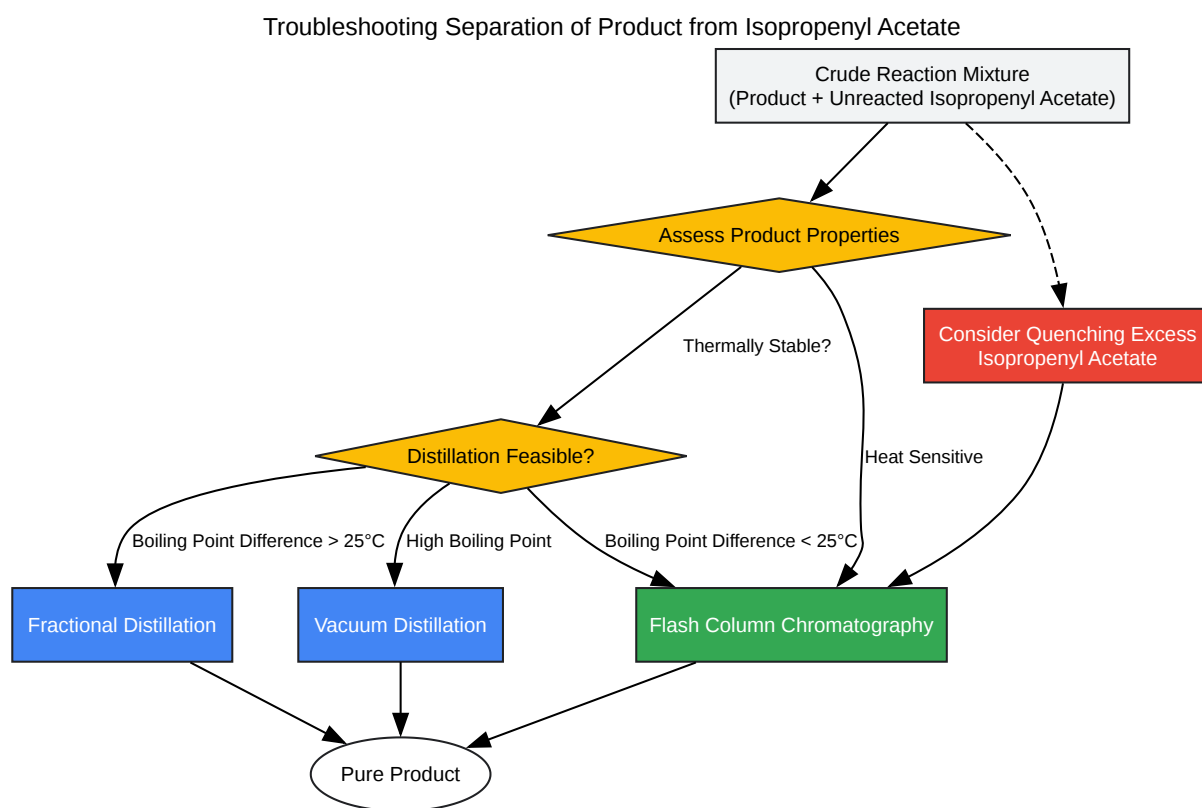 Troubleshooting Separation of Product from Isopropenyl Acetate
Crude Reaction Mixture
(Product + Unreacted Isopropenyl Acetate)
Assess Product Properties
Consider Quenching Excess
Isopropenyl Acetate
Thermally Stable?
Distillation Feasible?
Heat Sensitive
Boiling Point Difference > 25°C
High Boiling Point
Boiling Point Difference < 25°C
Fractional Distillation
Vacuum Distillation
Flash Column Chromatography
Pure Product